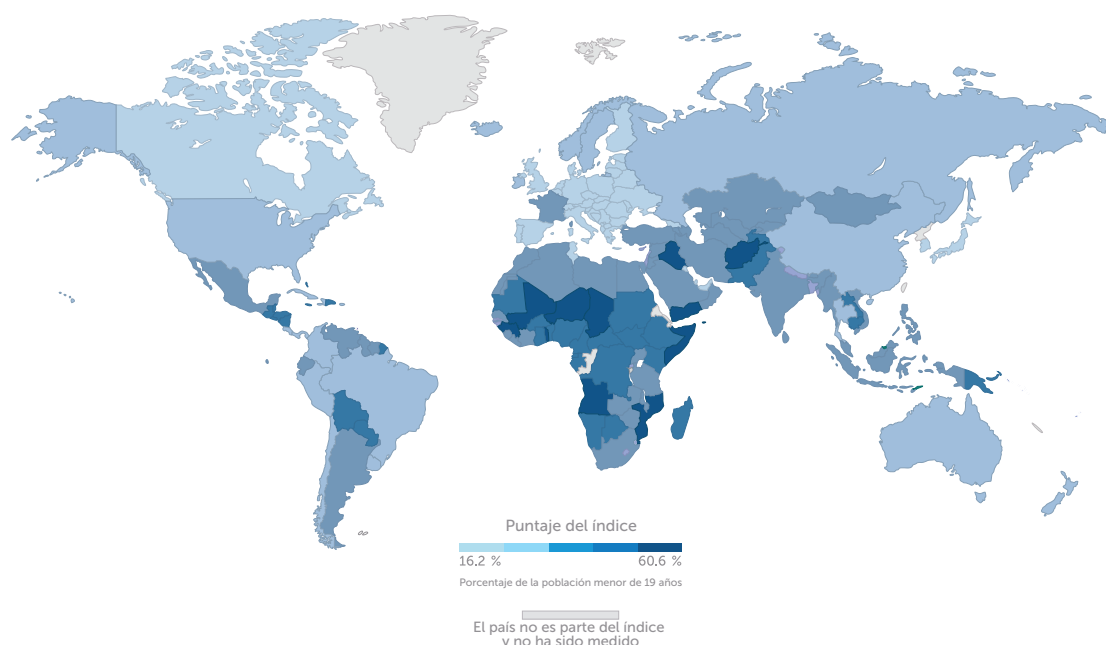 Puntaje del índice
16.2 %
60.6 %
Porcentaje de la población menor de 19 años
El país no es parte del índice
y no ha sido medido